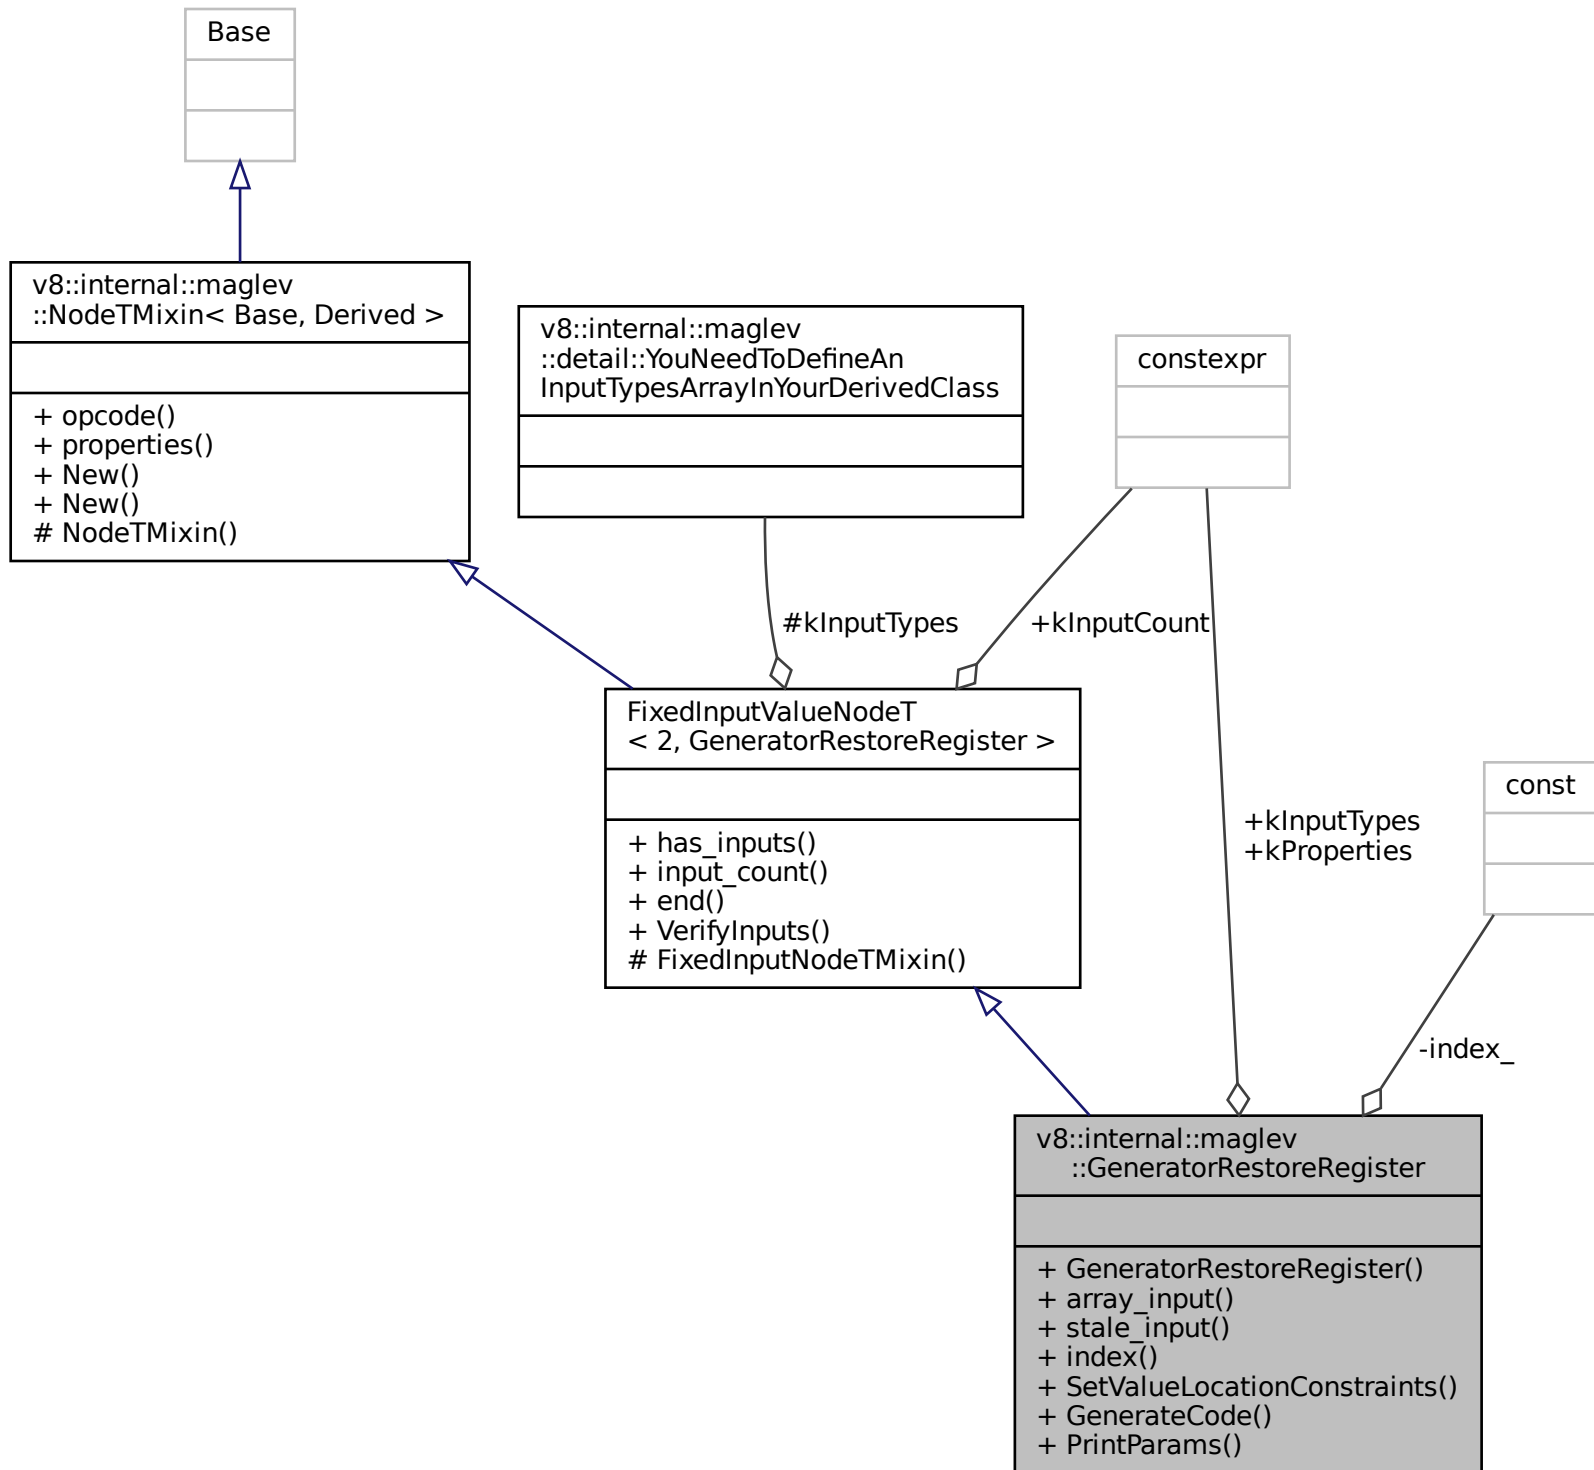 Base
v8::internal::maglev
::NodeTMixin< Base, Derived >
+ opcode()
+ properties()
+ New()
+ New()
# NodeTMixin()
v8::internal::maglev
::detail::YouNeedToDefineAn
InputTypesArrayInYourDerivedClass
constexpr
#kInputTypes
+kInputCount
FixedInputValueNodeT
< 2, GeneratorRestoreRegister >
+ has_inputs()
+ input_count()
+ end()
+ VerifyInputs()
# FixedInputNodeTMixin()
const
+kInputTypes
+kProperties
-index_
v8::internal::maglev
::GeneratorRestoreRegister
+ GeneratorRestoreRegister()
+ array_input()
+ stale_input()
+ index()
+ SetValueLocationConstraints()
+ GenerateCode()
+ PrintParams()